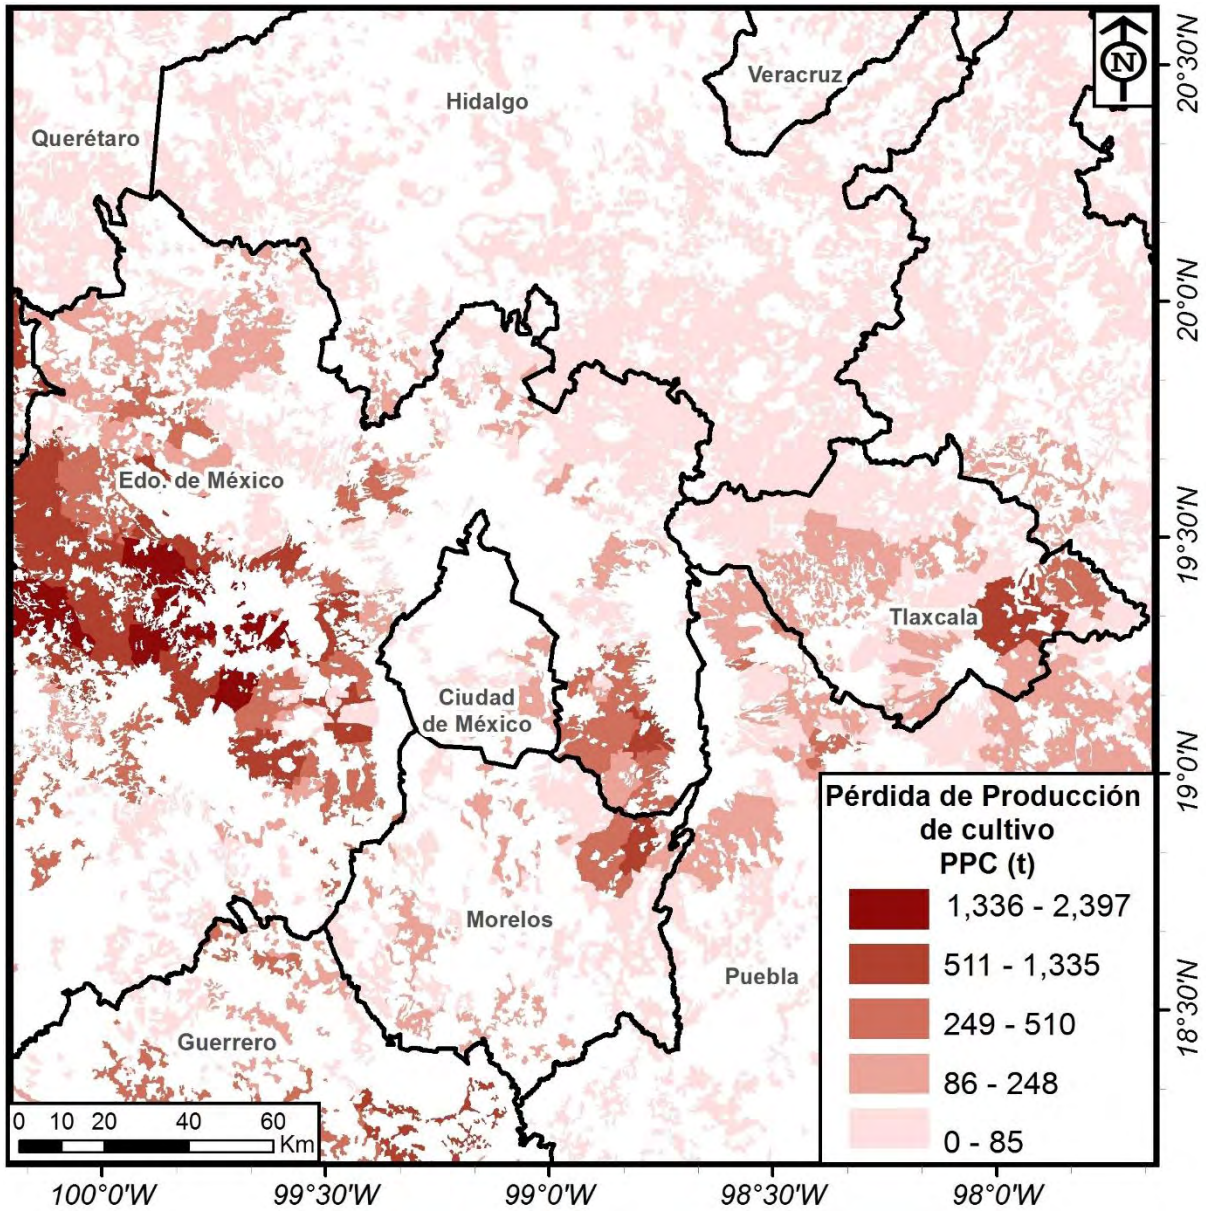 N
20°30'N
Veracruz
Hidalgo
Querétaro
20°0'N
Edo. de México
19°30'N
Tlaxcala
Ciudad
de México
19°0'N
Pérdida de Producción
de cultivo
PPC (t)
1,336 - 2,397
511 - 1,335
249 - 510
86 - 248
0 - 85
Morelos
Puebla
18°30'N
Guerrero
0 10 20 40 60
Km
100°0'W 99°30'W 99°0'W 98°30'W 98°0'W